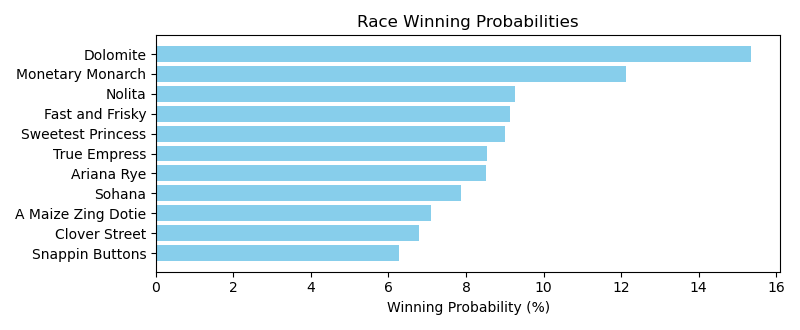 Race Winning Probabilities
Dolomite
Monetary Monarch
Nolita
Fast and Frisky
Sweetest Princess
True Empress
Ariana Rye
Sohana
A Maize Zing Dotie
Clover Street
Snappin Buttons
0 2 4 6 8 10 12 14 16
Winning Probability (%)